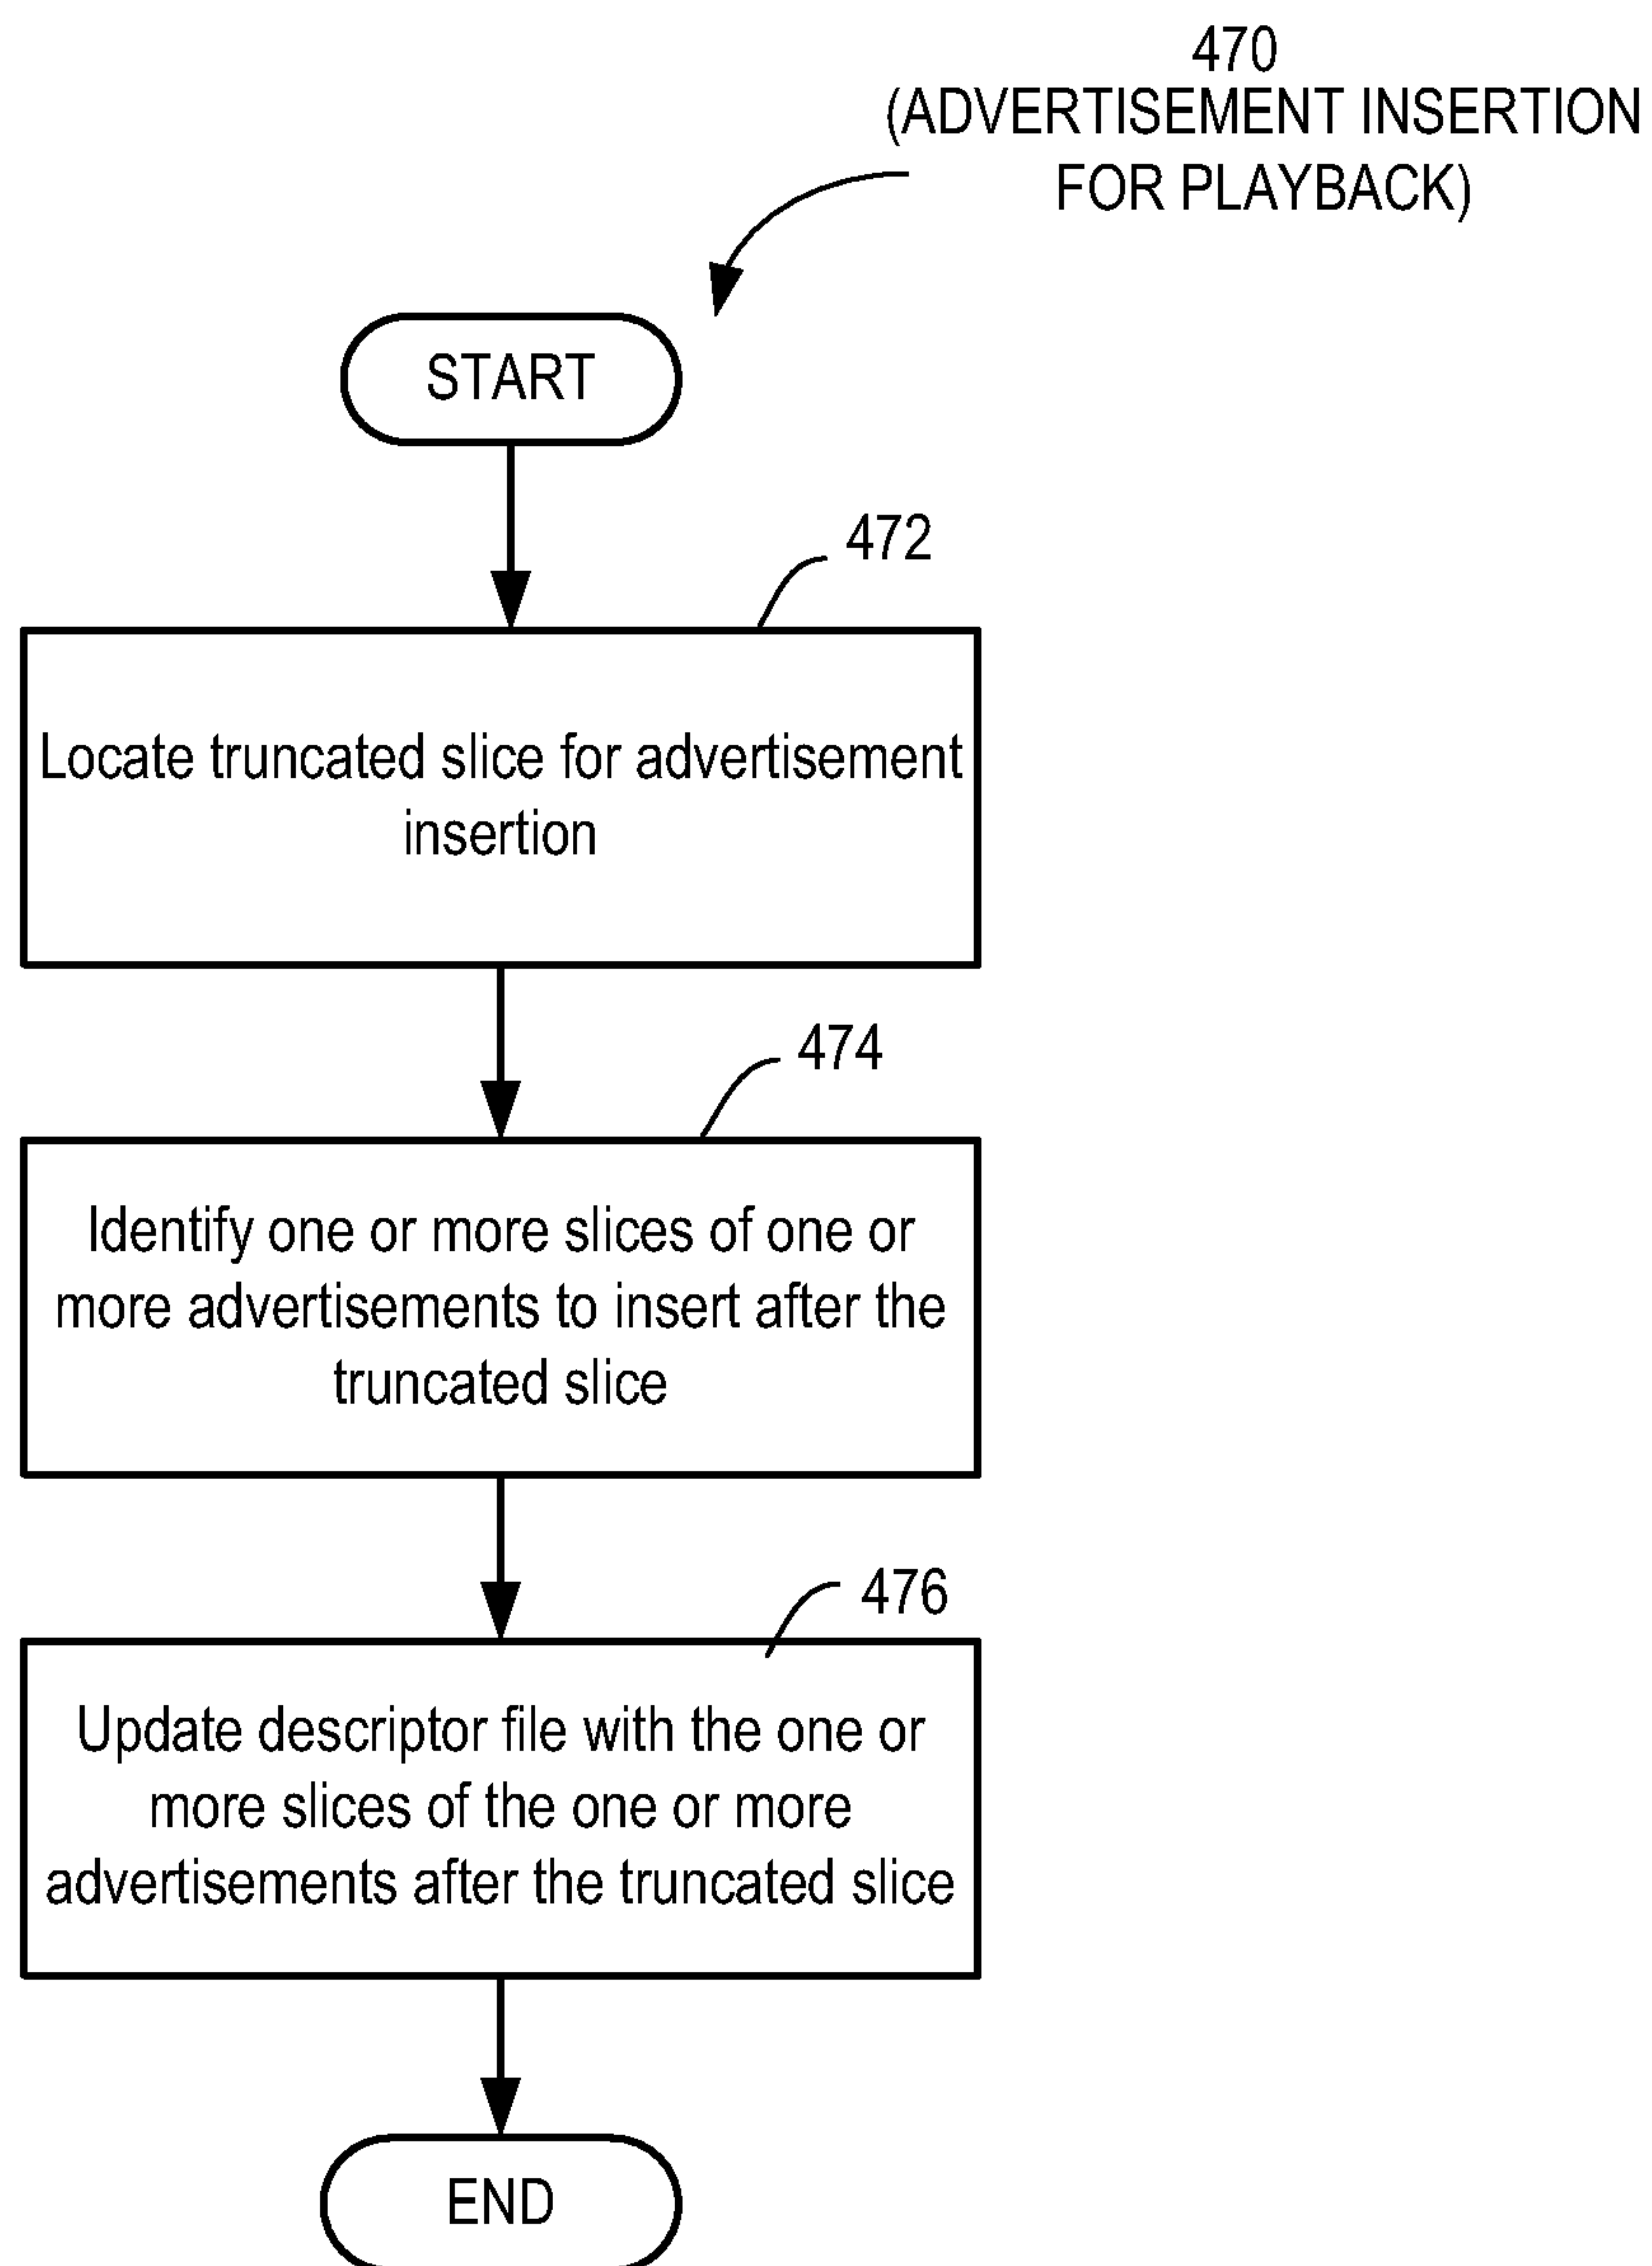 470
(ADVERTISEMENT INSERTION
FOR PLAYBACK)
START
472
Locate truncated slice for advertisement
insertion
474
Identify one or more slices of one or
more advertisements to insert after the
truncated slice
476
Update descriptor file with the one or
more slices of the one or more
advertisements after the truncated slice
END